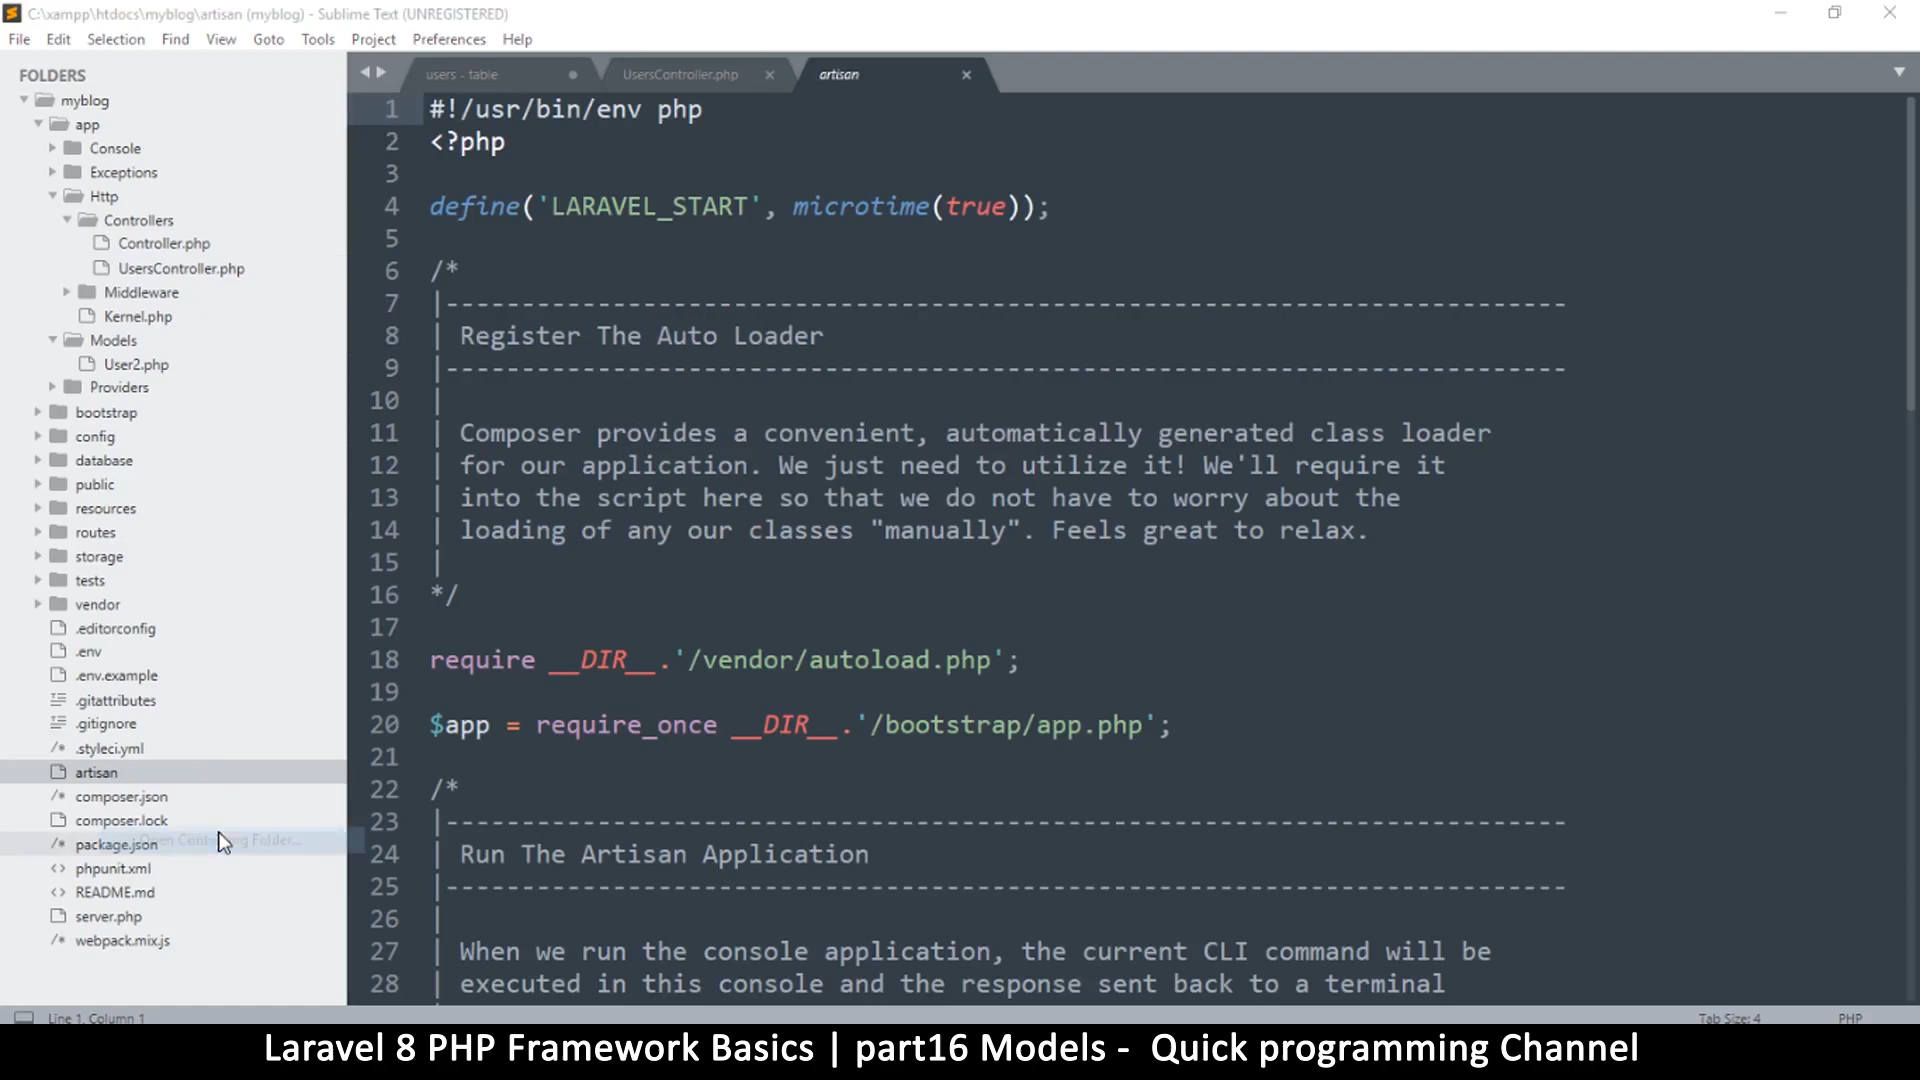 C:\xampp\htdocs\myblog\artisan (myblog) - Sublime Text (UNREGISTERED)
File Edit Selection Find View Goto Tools Project Preferences Help
FOLDERS
myblog
app
Console
Exceptions
Http
Controllers
Controller.php
UsersController.php
Middleware
Kernel.php
Models
User2.php
Providers
bootstrap
config
database
public
resources
routes
storage
tests
vendor
.editorconfig
.env
.env.example
.gitattributes
.gitignore
/* .styleci.yml
artisan
/* composer.json
composer.lock
/* package.json
<> phpunit.xml
<> README.md
server.php
/* webpack.mix.js
users - table UsersController.php artisan
1 #!/usr/bin/env php
2 <?php
3
4 define('LARAVEL_START', microtime(true));
5
6 /*
7 |--------------------------------------------------------------------------
8 | Register The Auto Loader
9 |--------------------------------------------------------------------------
10 |
11 | Composer provides a convenient, automatically generated class loader
12 | for our application. We just need to utilize it! We'll require it
13 | into the script here so that we do not have to worry about the
14 | loading of any our classes "manually". Feels great to relax.
15 |
16 */
17
18 require __DIR__.'/vendor/autoload.php';
19
20 $app = require_once __DIR__.'/bootstrap/app.php';
21
22 /*
23 |--------------------------------------------------------------------------
24 | Run The Artisan Application
25 |--------------------------------------------------------------------------
26 |
27 | When we run the console application, the current CLI command will be
28 | executed in this console and the response sent back to a terminal
Line 1, Column 1 Tab Size: 4 PHP
Laravel 8 PHP Framework Basics | part16 Models - Quick programming Channel